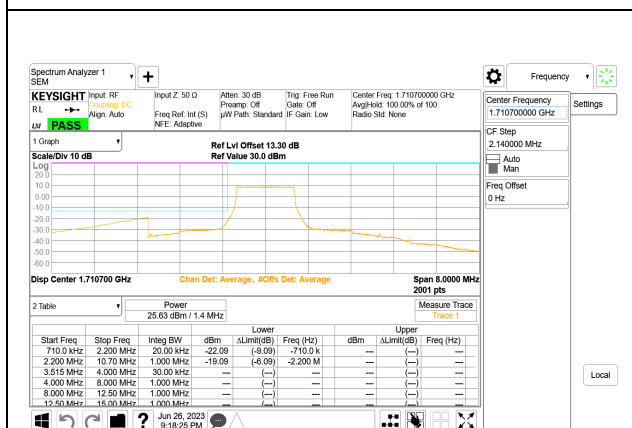 Spectrum Analyzer 1
SEM
+
Frequency
KEYSIGHT
R L
PASS
Input: RF
Coupling: DC
Align: Auto
Input Z: 50 Ω
Freq Ref: Int (S)
NFE: Adaptive
Atten: 30 dB
Preamp: Off
µW Path: Standard
Trig: Free Run
Gate: Off
IF Gain: Low
Center Freq: 1.710700000 GHz
Avg|Hold: 100.00% of 100
Radio Std: None
Center Frequency
1.710700000 GHz
Settings
CF Step
2.140000 MHz
Auto
Man
Freq Offset
0 Hz
1 Graph
Scale/Div 10 dB
Ref Lvl Offset 13.30 dB
Ref Value 30.0 dBm
Log
20.0
10.0
0.00
-10.0
-20.0
-30.0
-40.0
-50.0
-60.0
Disp Center 1.710700 GHz
Chan Det: Average, #Offs Det: Average
Span 8.0000 MHz
2001 pts
2 Table
Power
25.63 dBm / 1.4 MHz
Measure Trace
Trace 1
Lower Upper
Start Freq Stop Freq Integ BW dBm ΔLimit(dB) Freq (Hz) dBm ΔLimit(dB) Freq (Hz)
710.0 kHz 2.200 MHz 20.00 kHz -22.09 (-9.09) -710.0 k --- (---) ---
2.200 MHz 10.70 MHz 1.000 MHz -19.09 (-6.09) -2.200 M --- (---) ---
3.515 MHz 4.000 MHz 30.00 kHz --- (---) --- --- (---) ---
4.000 MHz 8.000 MHz 1.000 MHz --- (---) --- --- (---) ---
8.000 MHz 12.50 MHz 1.000 MHz --- (---) --- --- (---) ---
12.50 MHz 15.00 MHz 1.000 MHz --- (---) --- --- (---) ---
Local
?
Jun 26, 2023
9:18:25 PM